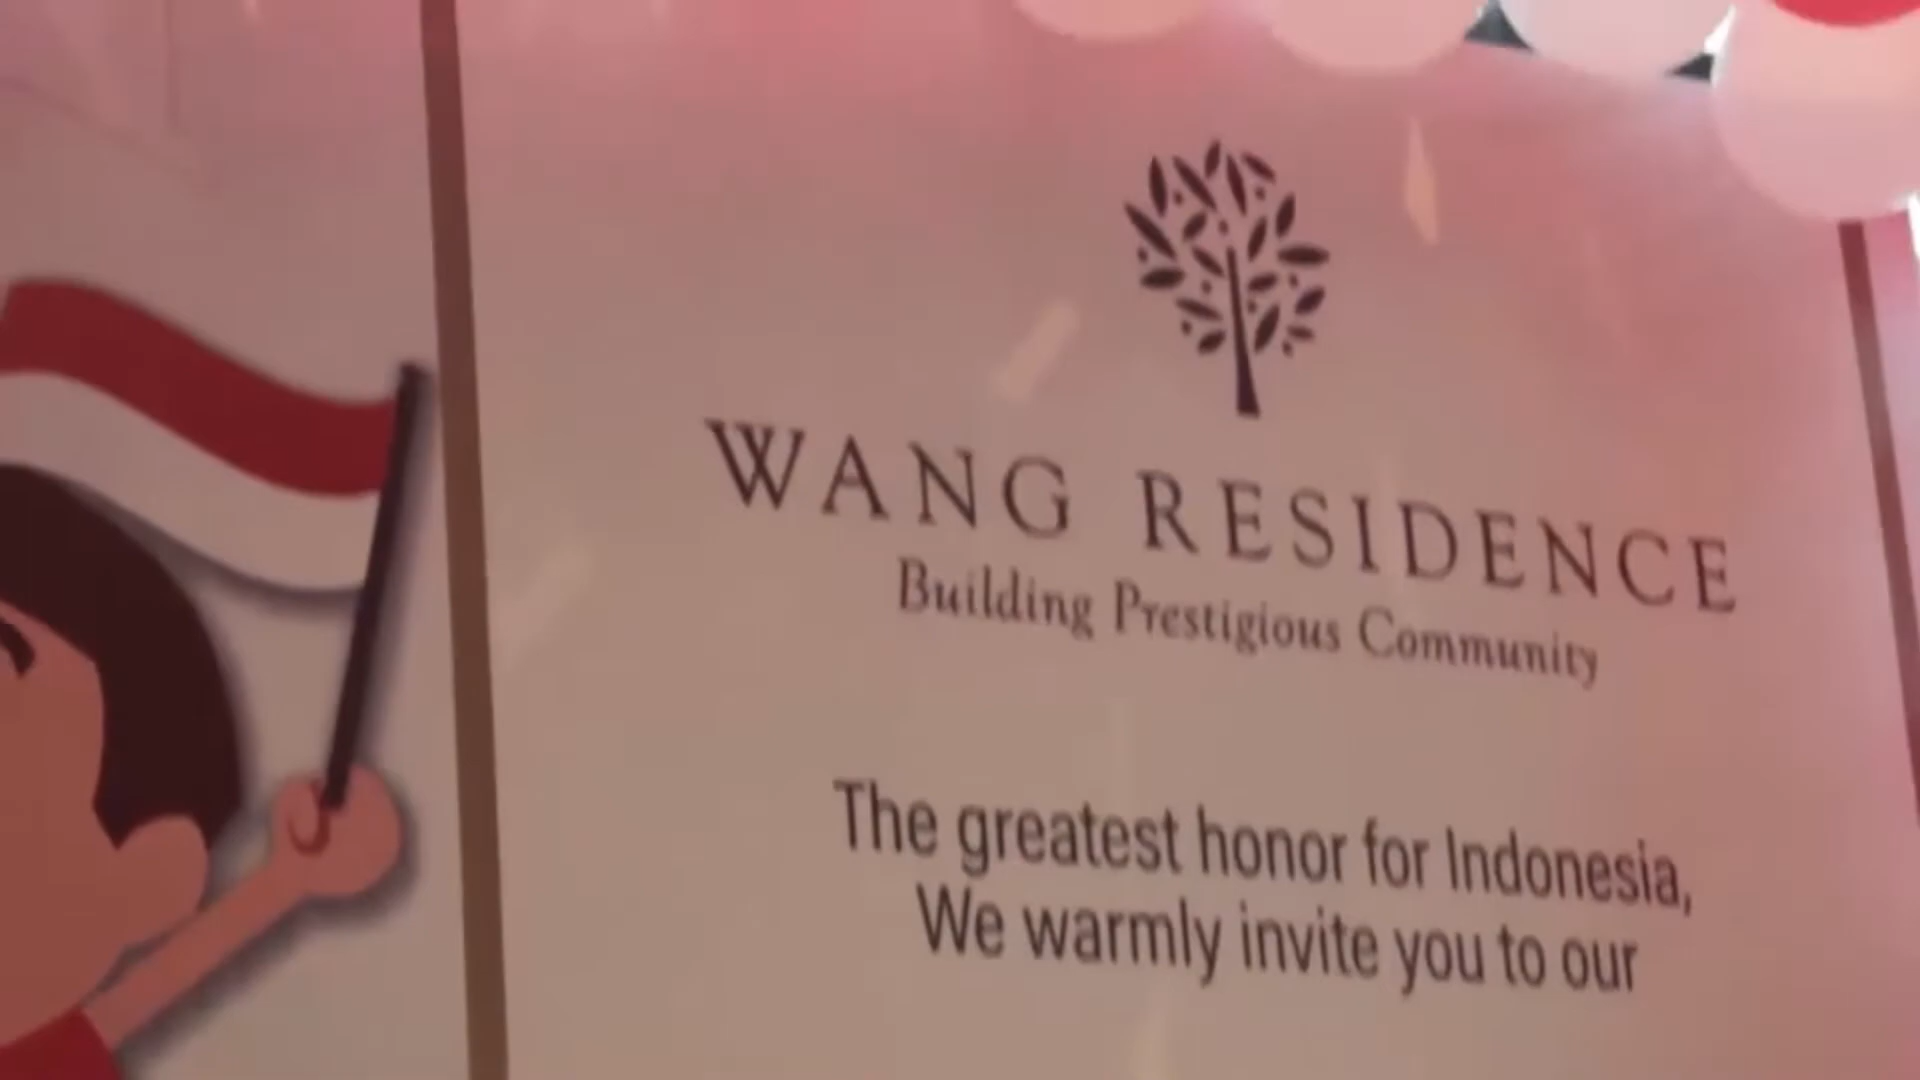 WANG RESIDENCE
Building Prestigious Community
The greatest honor for Indonesia,
We warmly invite you to our